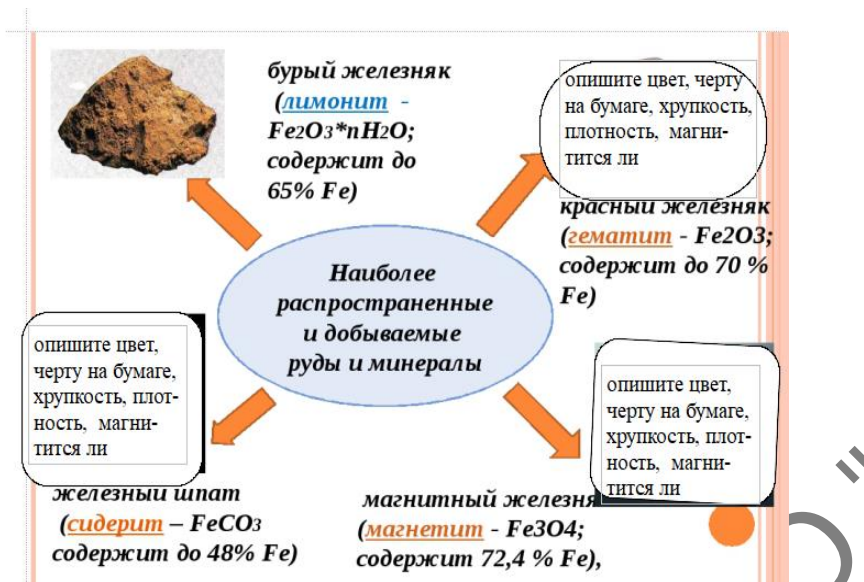 бурый железняк
(лимонит -
Fe2O3*nH2O;
содержит до
65% Fe)
опишите цвет, черту
на бумаге, хрупкость,
плотность, магни-
тится ли
красный железняк
(гематит - Fe2O3;
содержит до 70 %
Fe)
Наиболее
распространенные
и добываемые
руды и минералы
опишите цвет,
черту на бумаге,
хрупкость, плот-
ность, магни-
тится ли
железный шпат
(сидерит – FeCO3
содержит до 48% Fe)
опишите цвет,
черту на бумаге,
хрупкость, плот-
ность, магни-
тится ли
магнитный
(магнетит - Fe3O4;
содержит 72,4 % Fe),